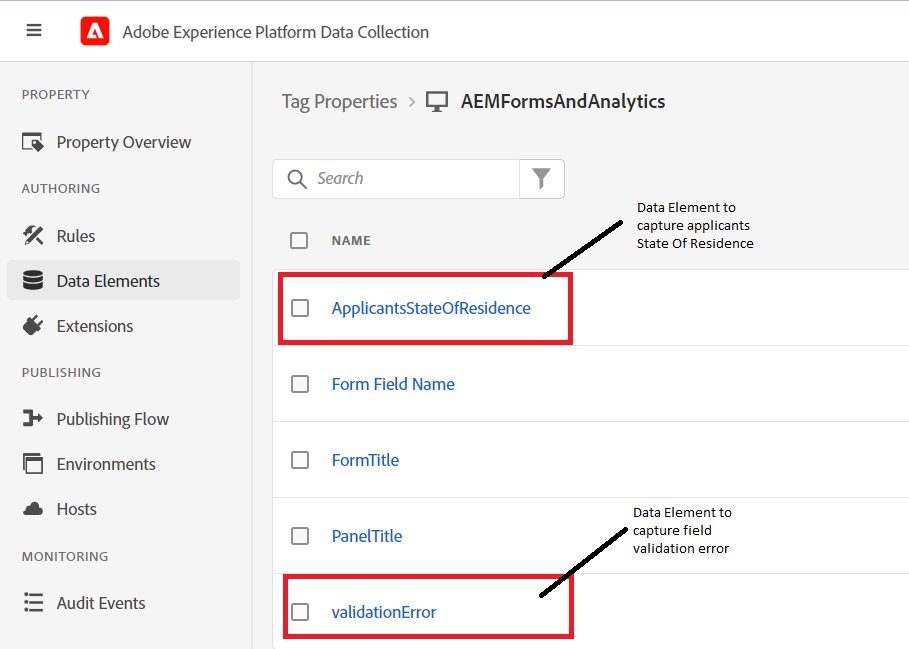 Adobe Experience Platform Data Collection
PROPERTY
Property Overview
AUTHORING
Rules
Data Elements
Extensions
PUBLISHING
Publishing Flow
Environments
Hosts
MONITORING
Audit Events
Tag Properties > AEMFormsAndAnalytics
Search
NAME
Data Element to
capture applicants
State Of Residence
ApplicantsStateOfResidence
Form Field Name
FormTitle
PanelTitle
Data Element to
capture field
validation error
validationError